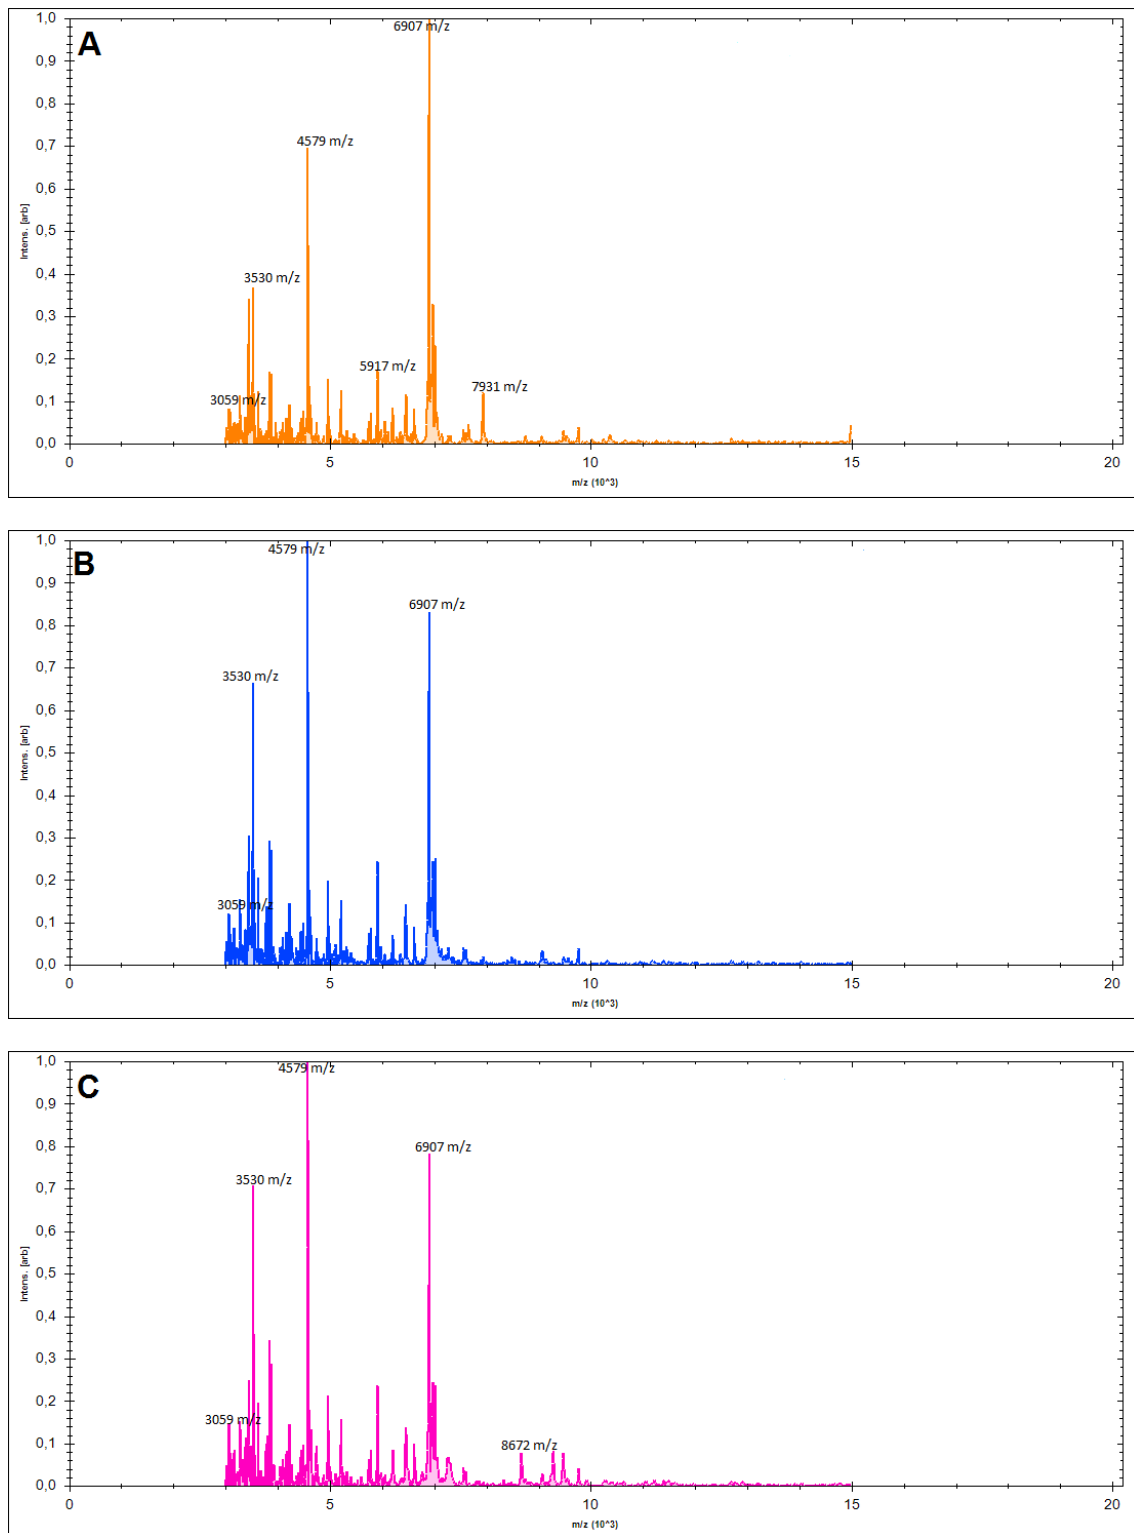 A
1,0
0,9
0,8
0,7
0,6
0,5
0,4
0,3
0,2
0,1
0,0
Intens. [arb]
6907 m/z
4579 m/z
3530 m/z
5917 m/z
7931 m/z
3059 m/z
0 5 10 15 20
m/z (10^3)
B
1,0
0,9
0,8
0,7
0,6
0,5
0,4
0,3
0,2
0,1
0,0
Intens. [arb]
4579 m/z
6907 m/z
3530 m/z
3059 m/z
0 5 10 15 20
m/z (10^3)
C
1,0
0,9
0,8
0,7
0,6
0,5
0,4
0,3
0,2
0,1
0,0
Intens. [arb]
4579 m/z
6907 m/z
3530 m/z
3059 m/z
8672 m/z
0 5 10 15 20
m/z (10^3)